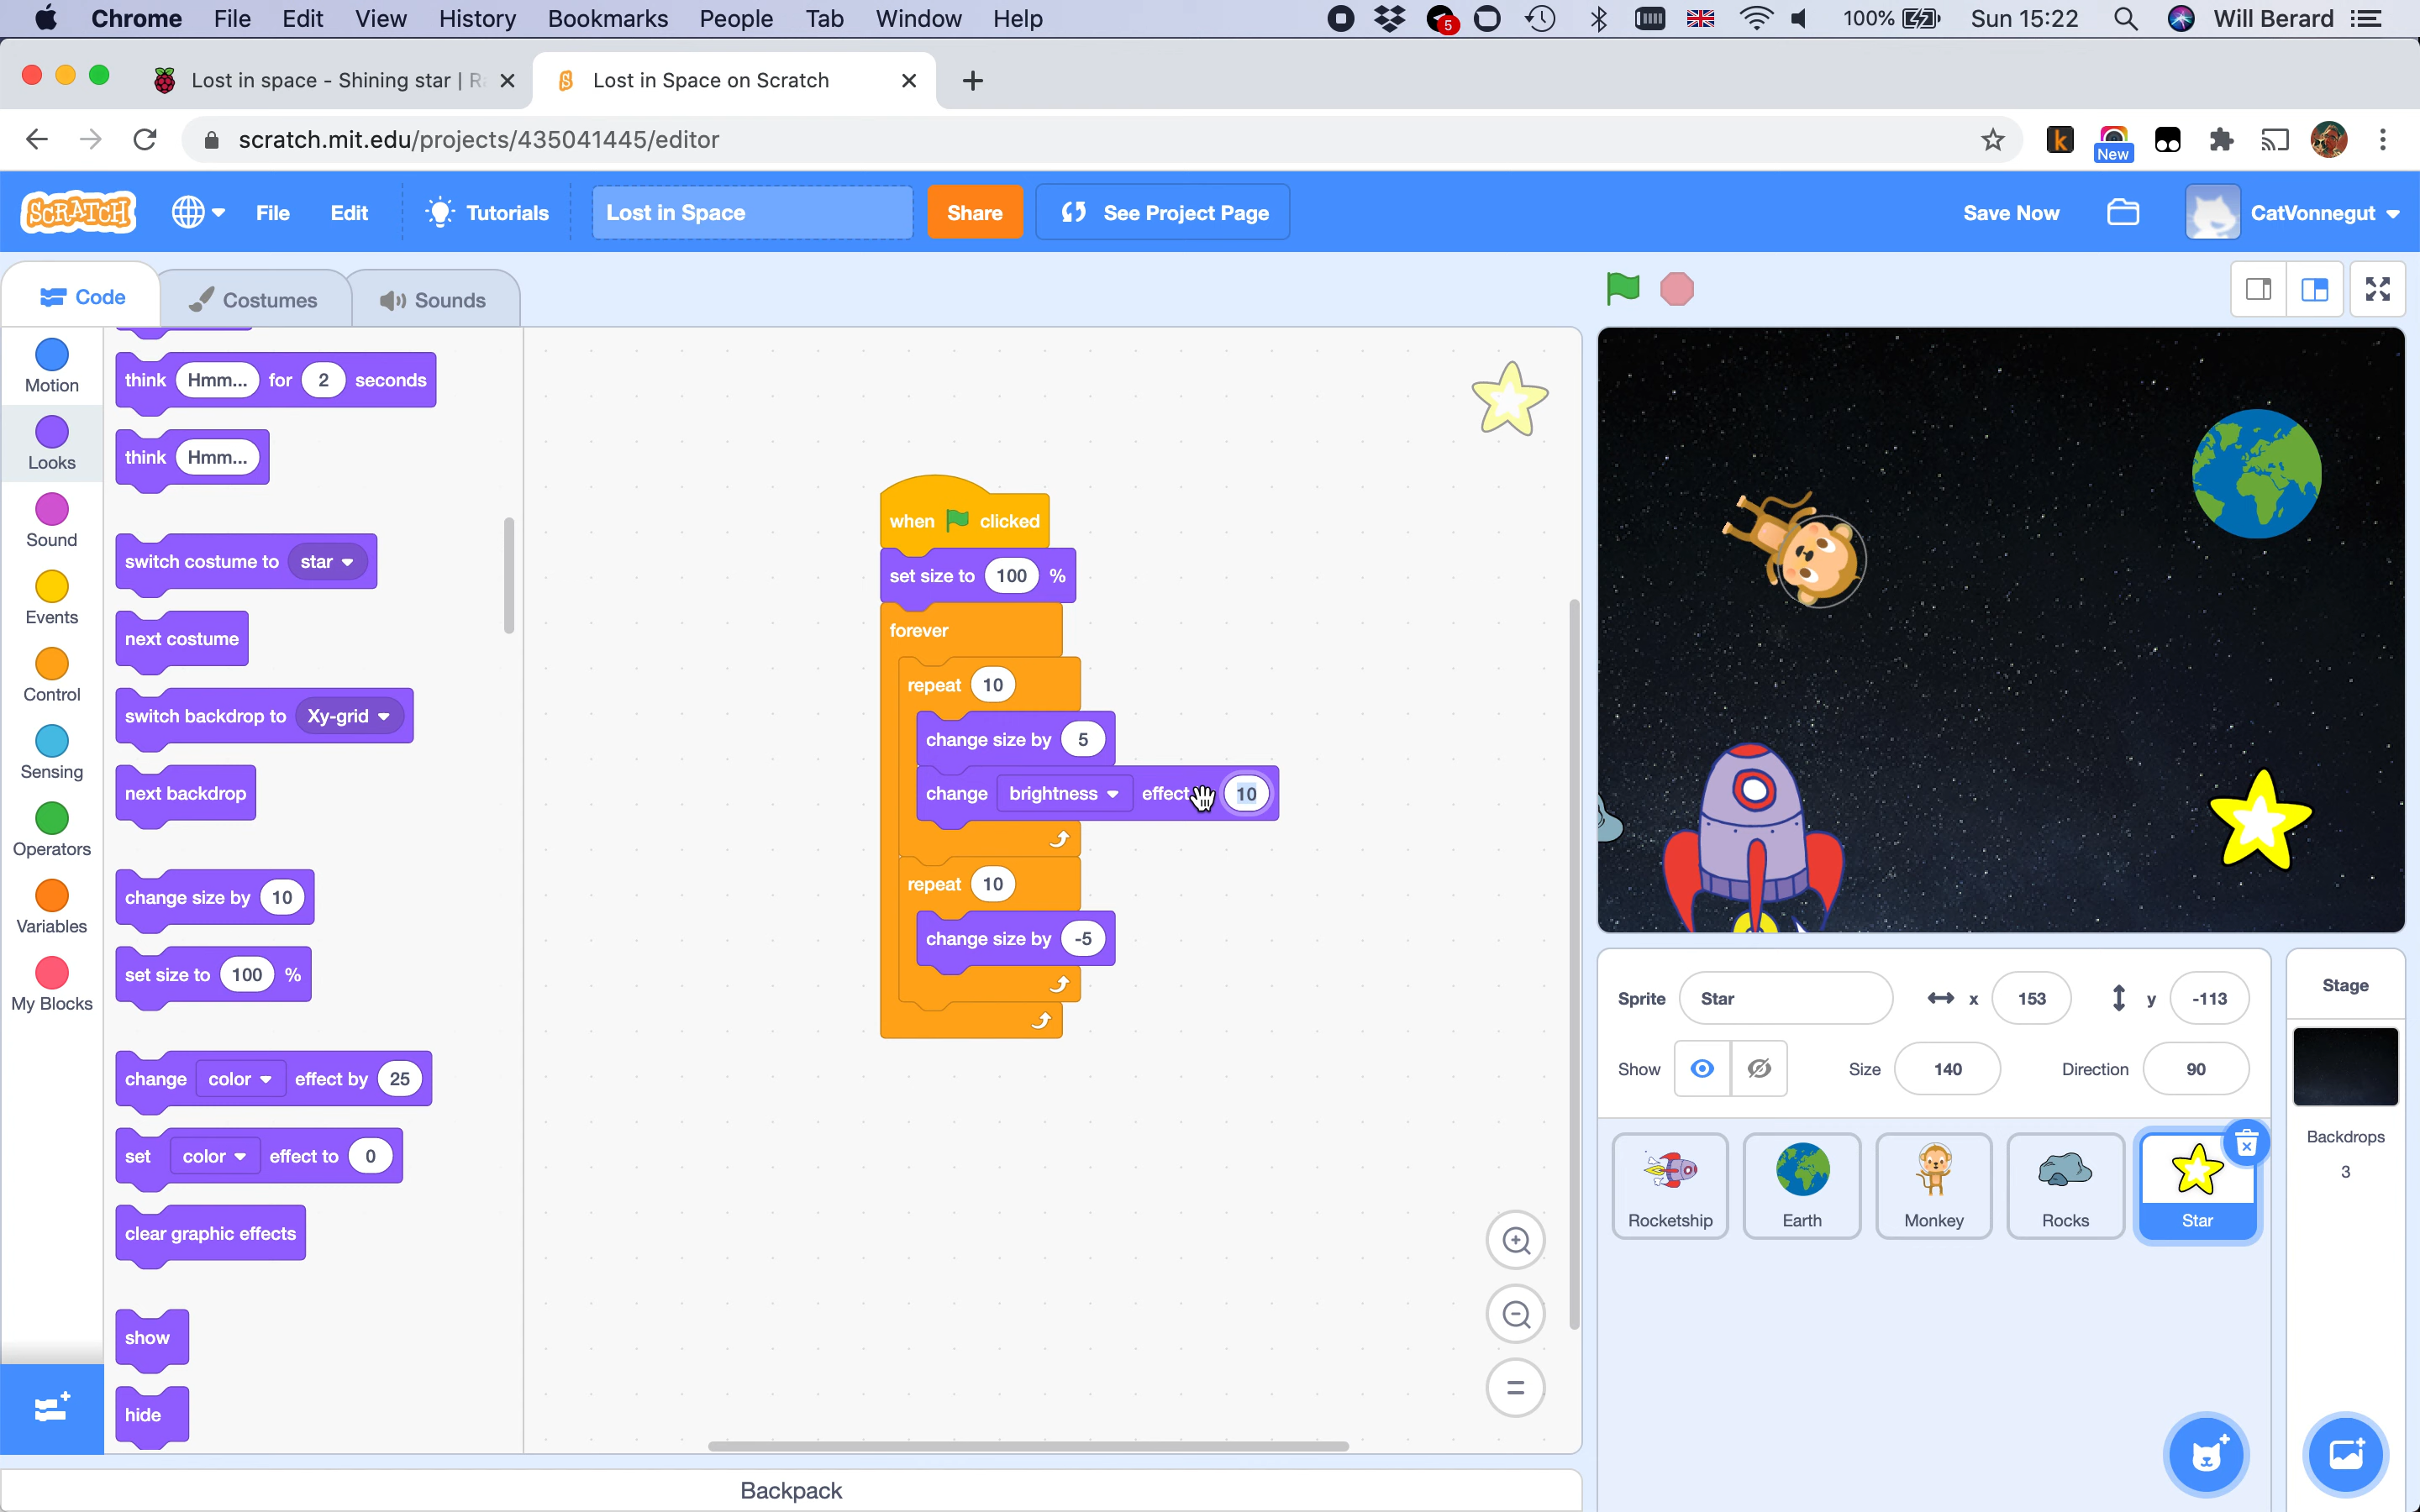 Chrome File Edit View History Bookmarks People Tab Window Help 5 100% Sun 15:22 Will Berard
Lost in space - Shining star | R
Lost in Space on Scratch
scratch.mit.edu/projects/435041445/editor
k
New
SCRATCH File Edit Tutorials Lost in Space Share See Project Page Save Now CatVonnegut
Code Costumes Sounds
Motion
Looks
Sound
Events
Control
Sensing
Operators
Variables
My Blocks
think Hmm... for 2 seconds
think Hmm...
switch costume to star
next costume
switch backdrop to Xy-grid
next backdrop
change size by 10
set size to 100 %
change color effect by 25
set color effect to 0
clear graphic effects
show
hide
when clicked
set size to 100 %
forever
repeat 10
change size by 5
change brightness effect 10
repeat 10
change size by -5
Backpack
Sprite Star x 153 y -113
Show Size 140 Direction 90
Rocketship
Earth
Monkey
Rocks
Star
Stage
Backdrops
3